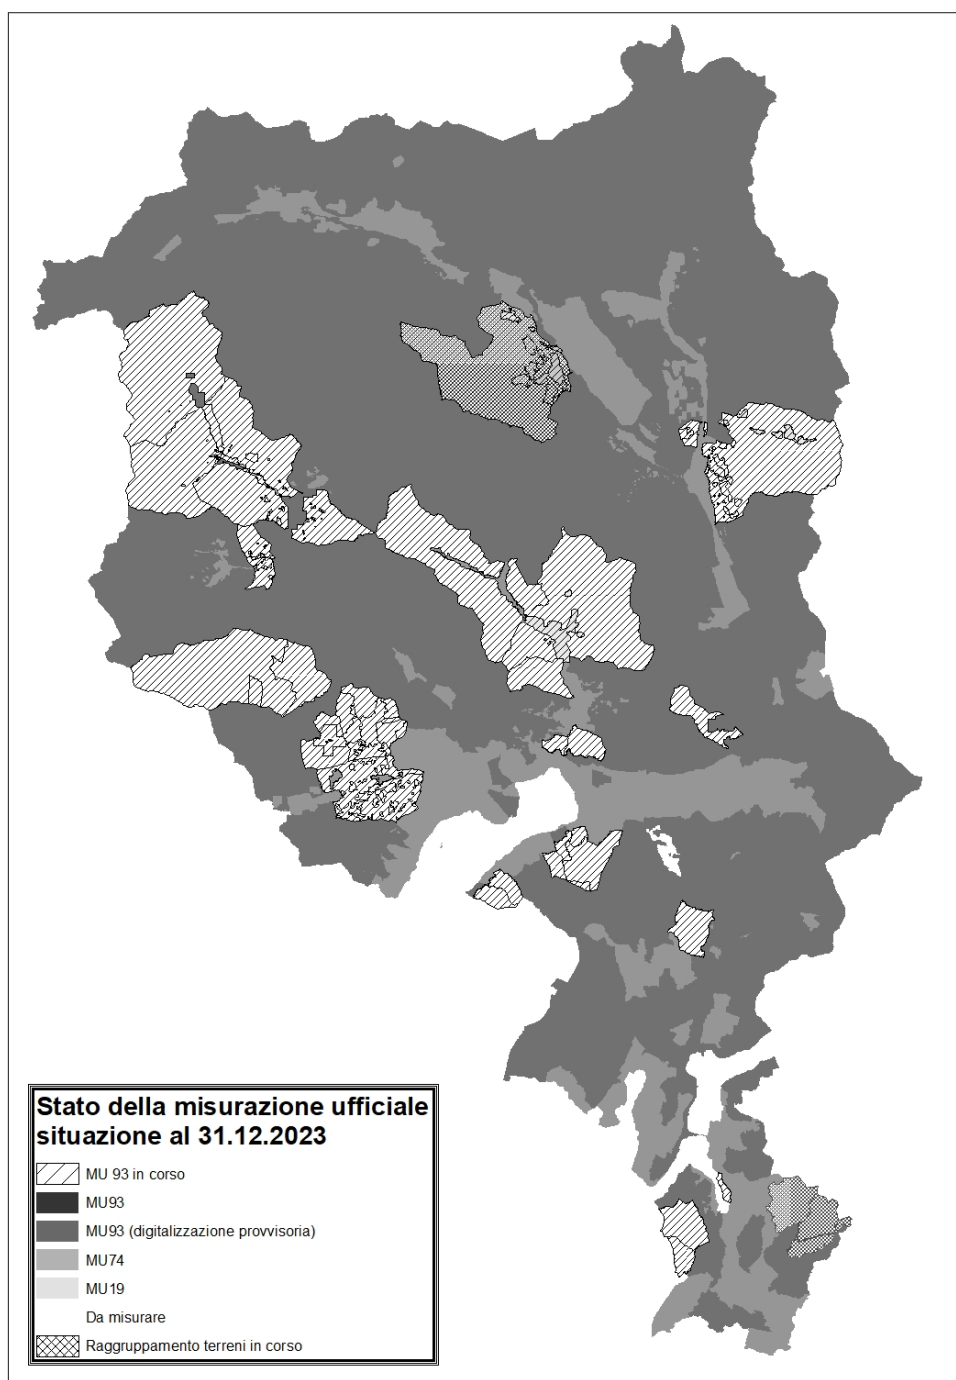 Stato della misurazione ufficiale
situazione al 31.12.2023
MU 93 in corso
MU93
MU93 (digitalizzazione provvisoria)
MU74
MU19
Da misurare
Raggruppamento terreni in corso